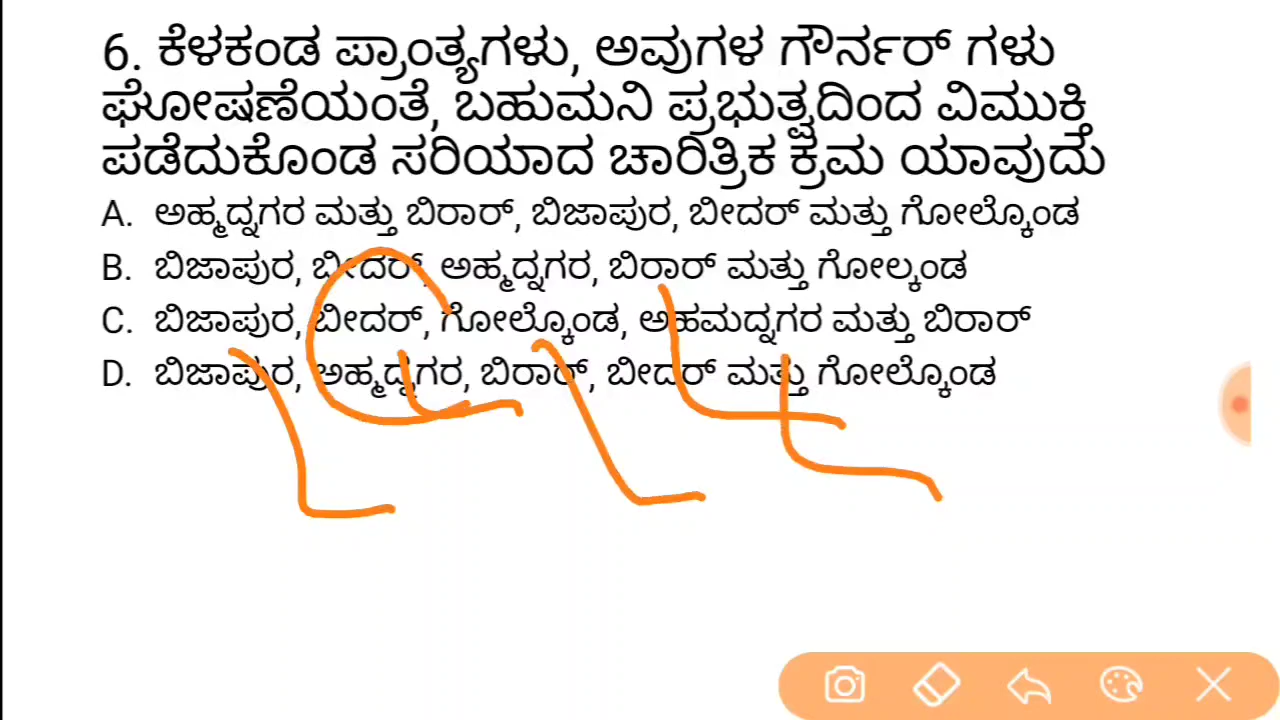 6. ಕೆಳಕಂಡ ಪ್ರಾಂತ್ಯಗಳು, ಅವುಗಳ ಗೌರ್ನರ್ ಗಳು
ಘೋಷಣೆಯಂತೆ, ಬಹುಮನಿ ಪ್ರಭುತ್ವದಿಂದ ವಿಮುಕ್ತಿ
ಪಡೆದುಕೊಂಡ ಸರಿಯಾದ ಚಾರಿತ್ರಿಕ ಕ್ರಮ ಯಾವುದು
A. ಅಹ್ಮದ್ನಗರ ಮತ್ತು ಬಿರಾರ್, ಬಿಜಾಪುರ, ಬೀದರ್ ಮತ್ತು ಗೋಲ್ಕೊಂಡ
B. ಬಿಜಾಪುರ, ಬೀದರ್, ಅಹ್ಮದ್ನಗರ, ಬಿರಾರ್ ಮತ್ತು ಗೋಲ್ಕಂಡ
C. ಬಿಜಾಪುರ, ಬೀದರ್, ಗೋಲ್ಕೊಂಡ, ಅಹಮದ್ನಗರ ಮತ್ತು ಬಿರಾರ್
D. ಬಿಜಾಪುರ, ಅಹ್ಮದ್ನಗರ, ಬಿರಾರ್, ಬೀದರ್ ಮತ್ತು ಗೋಲ್ಕೊಂಡ